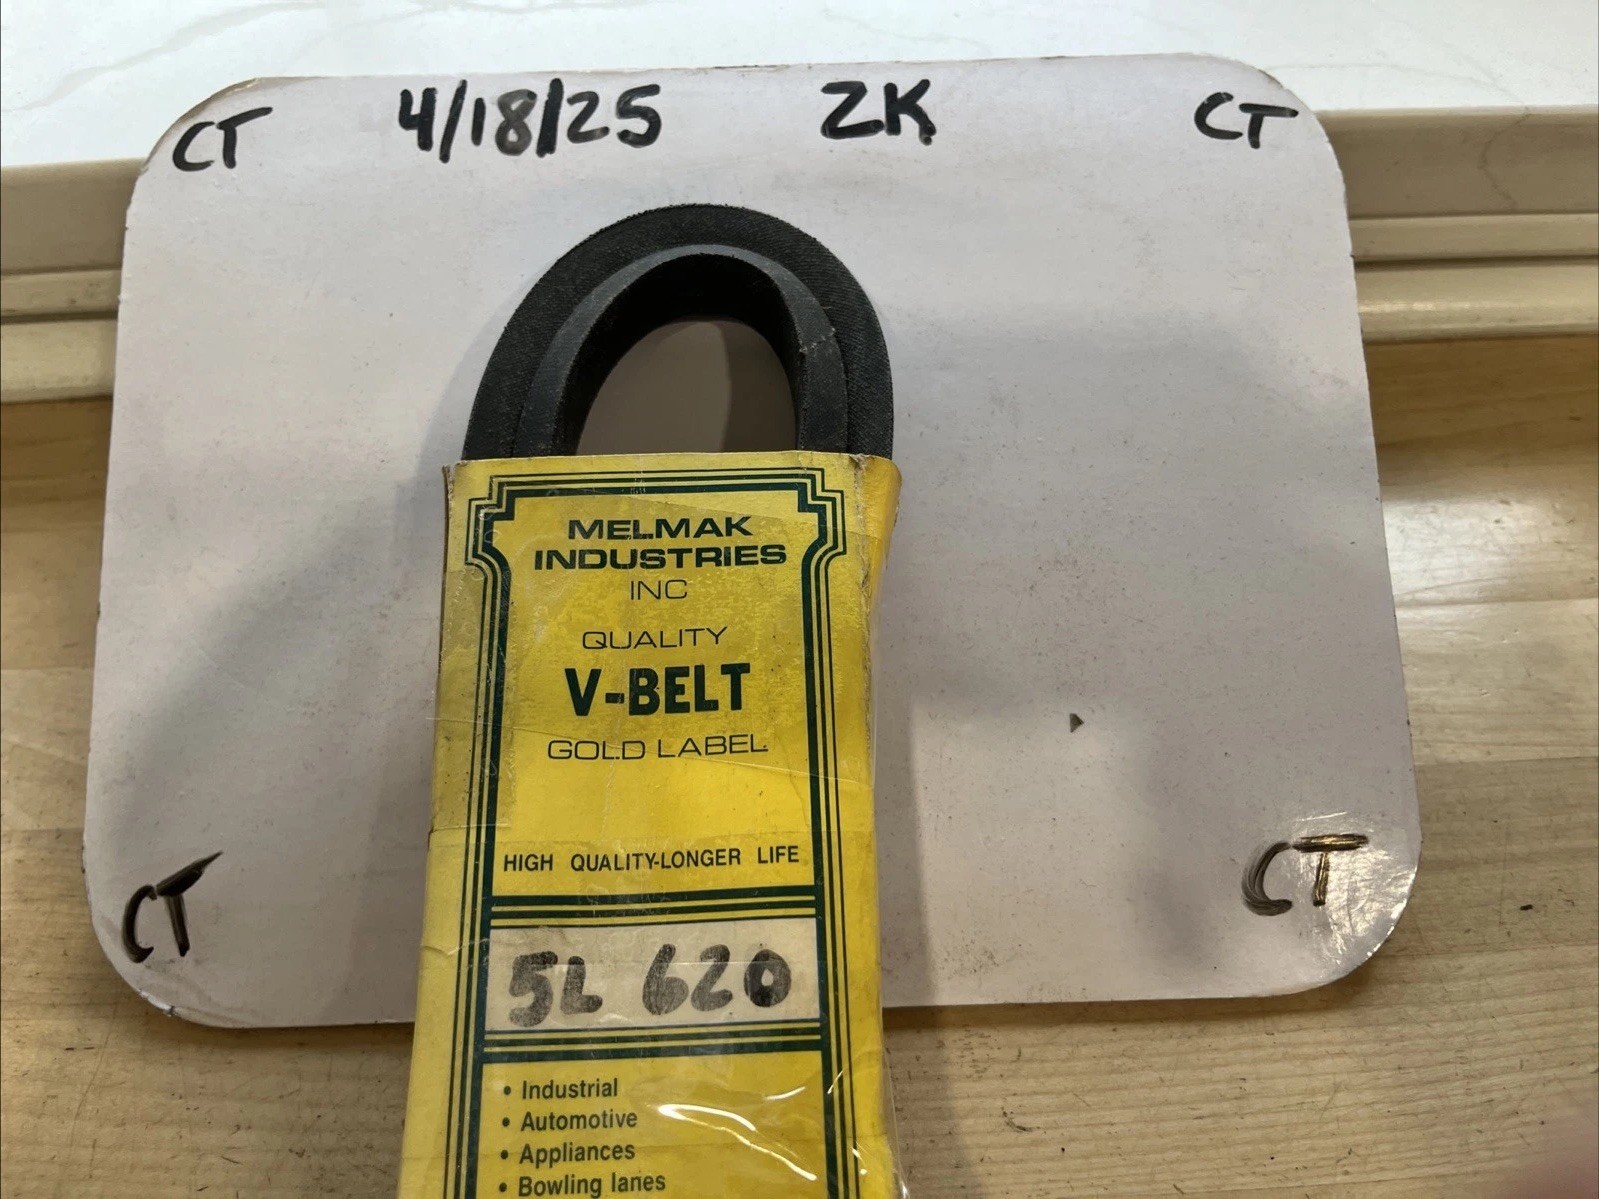 CT 4/18/25 ZK CT
MELMAK
INDUSTRIES
INC
QUALITY
V-BELT
GOLD LABEL
HIGH QUALITY-LONGER LIFE
CT
CT
5L 620
• Industrial
• Automotive
• Appliances
• Bowling lanes